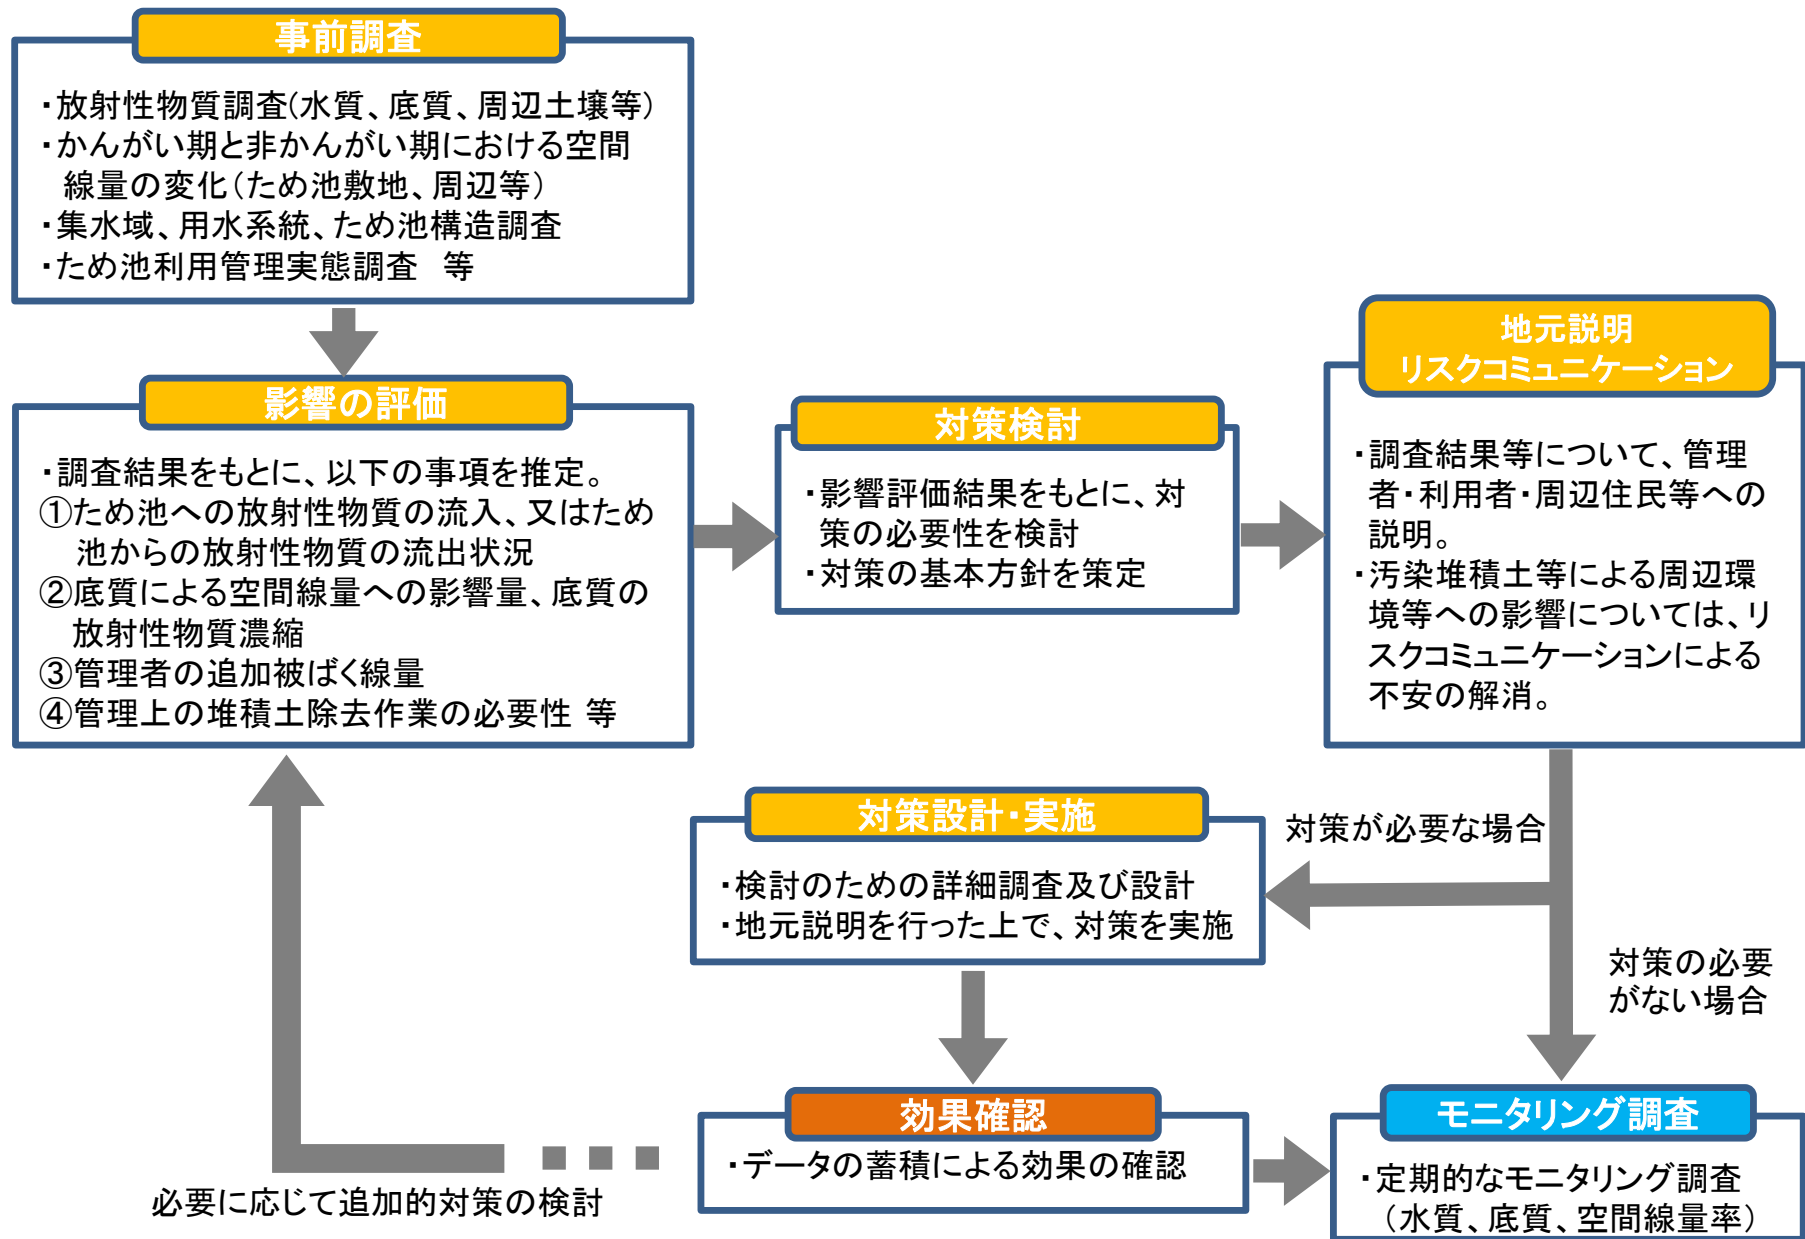 事前調査
・放射性物質調査(水質、底質、周辺土壌等)
・かんがい期と非かんがい期における空間
線量の変化(ため池敷地、周辺等)
・集水域、用水系統、ため池構造調査
・ため池利用管理実態調査　等
影響の評価
・調査結果をもとに、以下の事項を推定。
①ため池への放射性物質の流入、又はため
池からの放射性物質の流出状況
②底質による空間線量への影響量、底質の
放射性物質濃縮
③管理者の追加被ばく線量
④管理上の堆積土除去作業の必要性 等
対策検討
・影響評価結果をもとに、対
策の必要性を検討
・対策の基本方針を策定
地元説明
リスクコミュニケーション
・調査結果等について、管理
者・利用者・周辺住民等への
説明。
・汚染堆積土等による周辺環
境等への影響については、リ
スクコミュニケーションによる
不安の解消。
対策が必要な場合
対策の必要
がない場合
対策設計・実施
・検討のための詳細調査及び設計
・地元説明を行った上で、対策を実施
効果確認
・データの蓄積による効果の確認
必要に応じて追加的対策の検討
モニタリング調査
・定期的なモニタリング調査
(水質、底質、空間線量率)